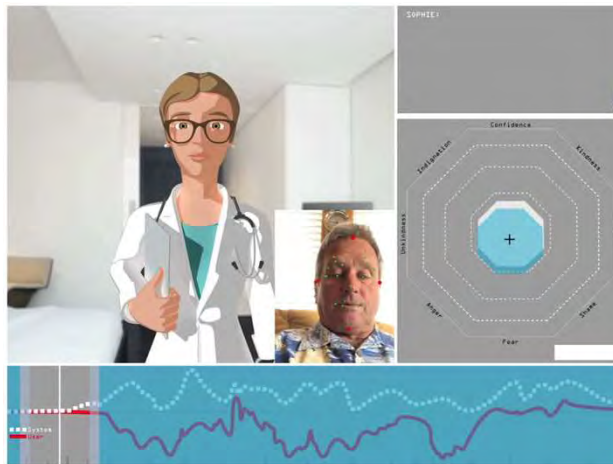 SOPHIE:
Confidence
Indignation
Kindness
Unkindness
Anger
Shame
Fear
System
User